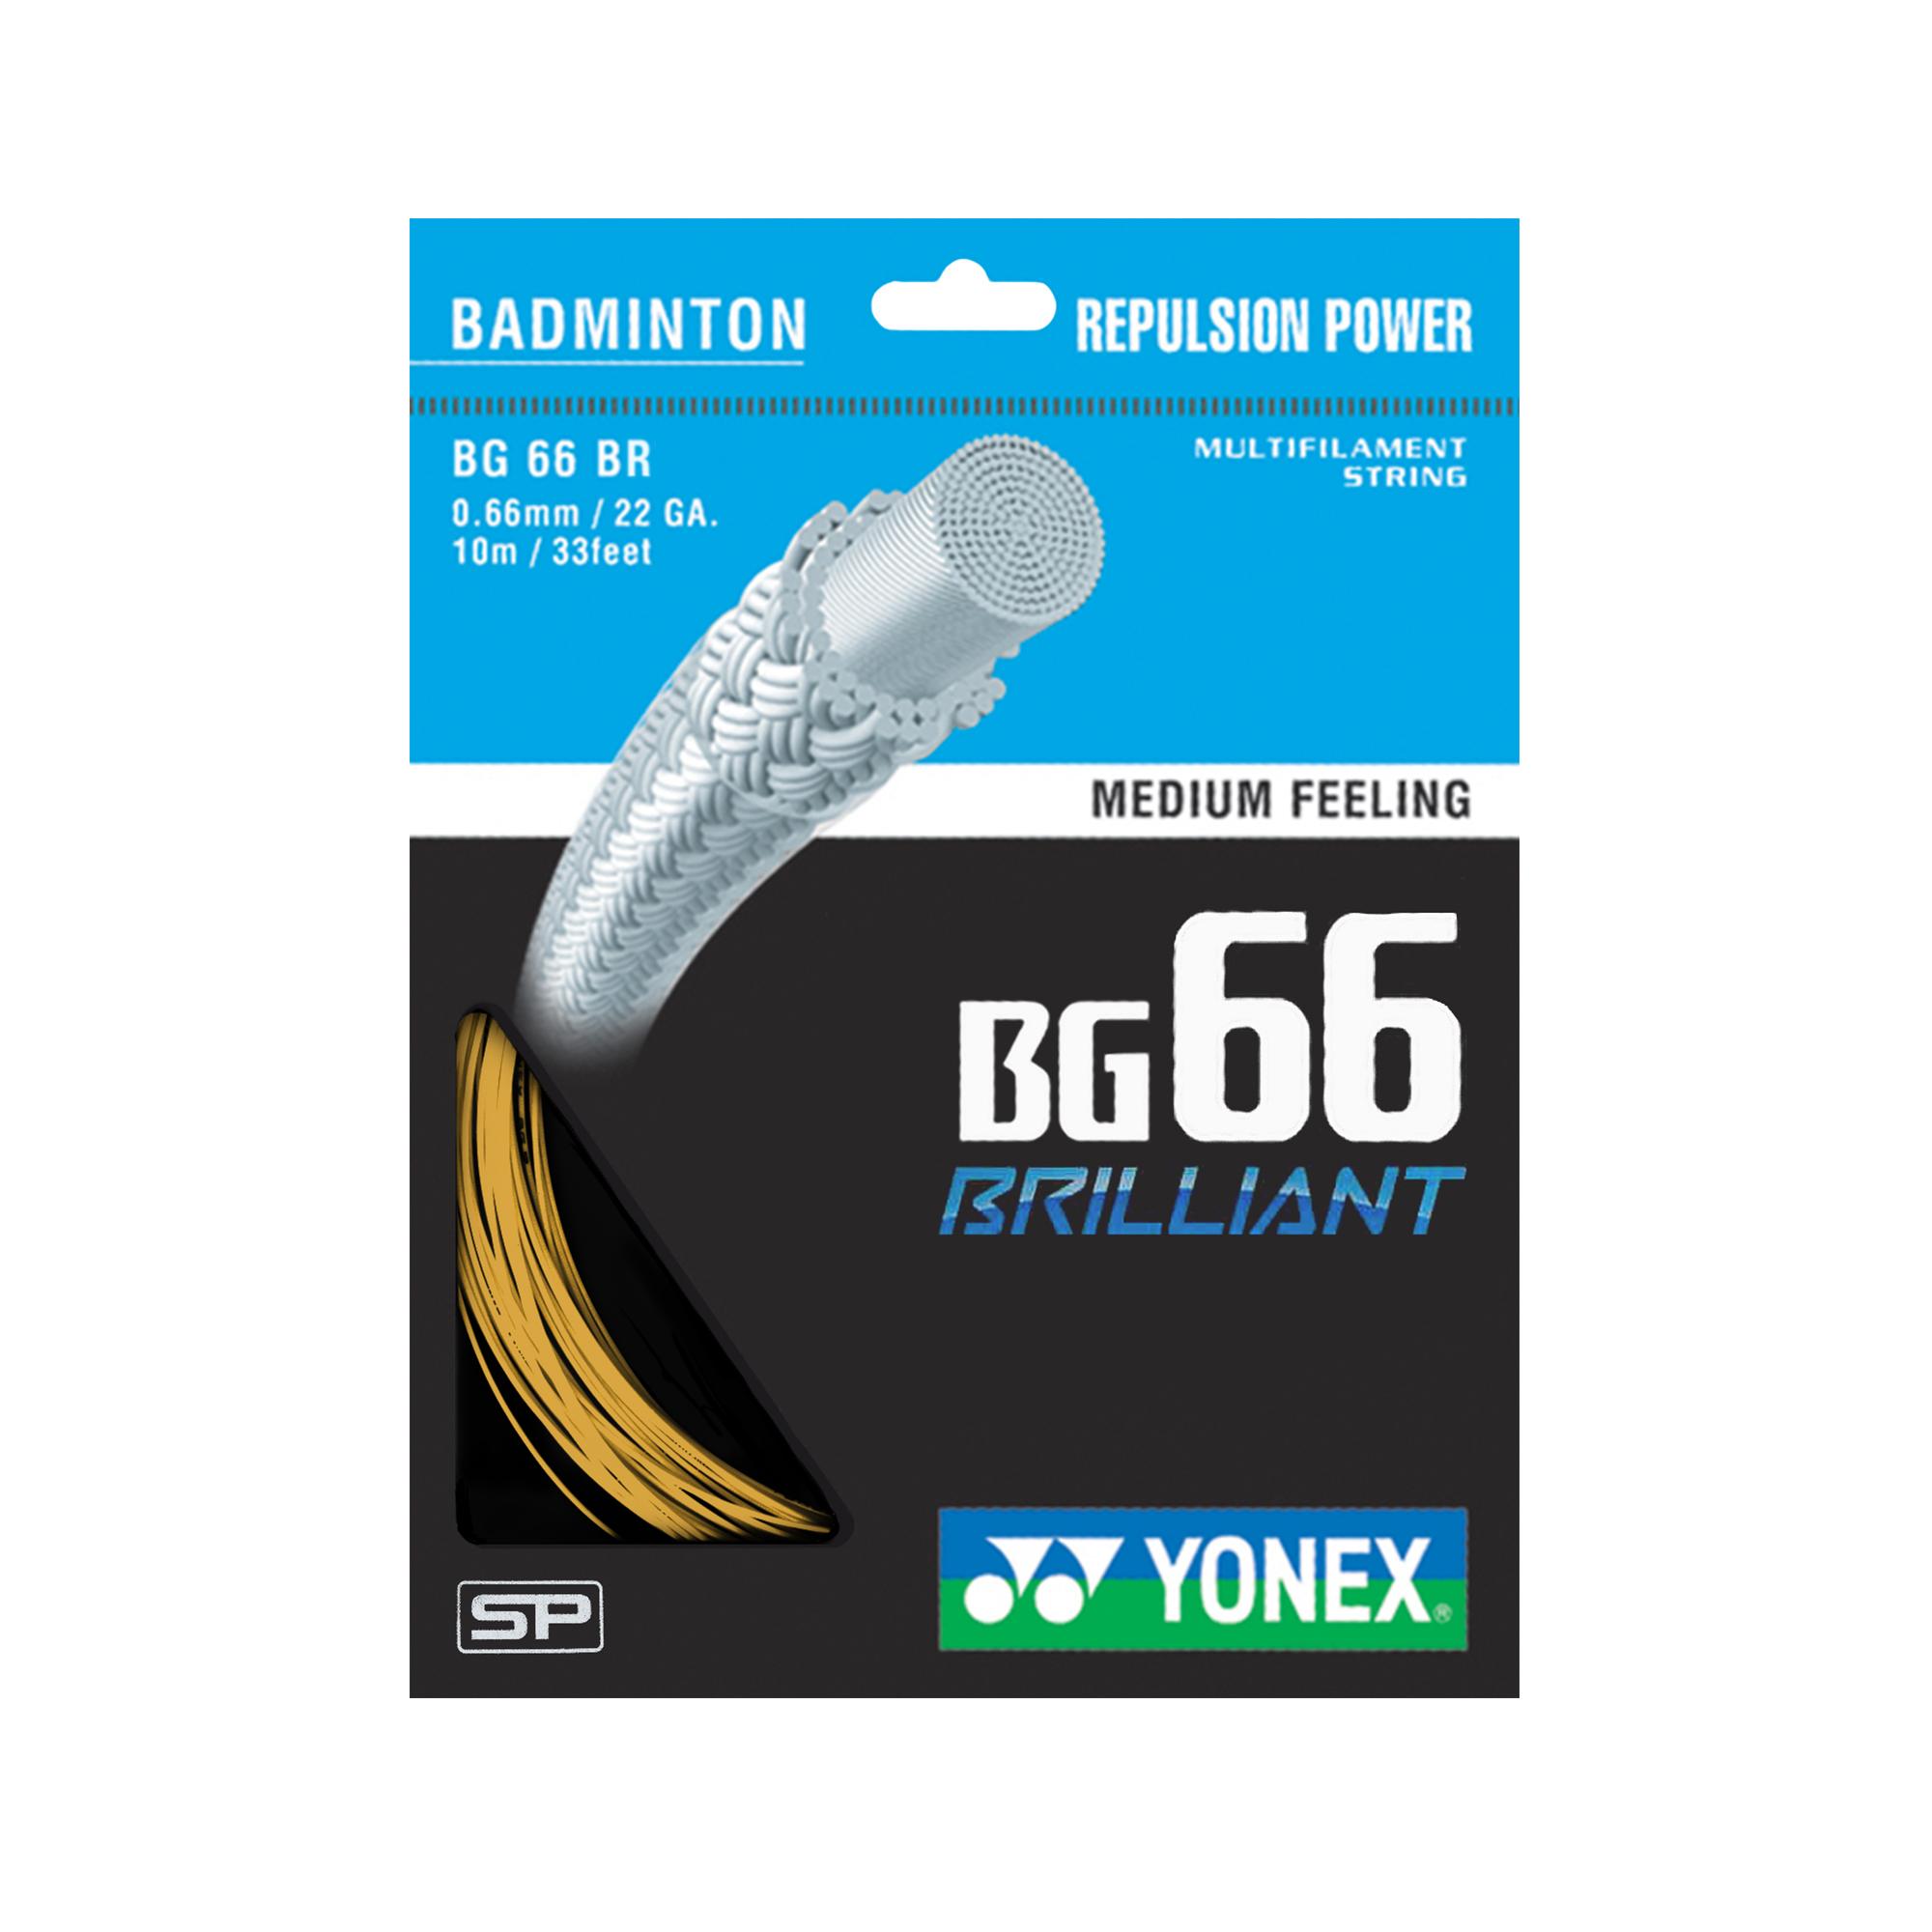 BADMINTON
REPULSION POWER
BG 66 BR
0.66mm / 22 GA.
10m / 33feet
MULTIFILAMENT
STRING
MEDIUM FEELING
BG66
BRILLIANT
YONEX®
SP